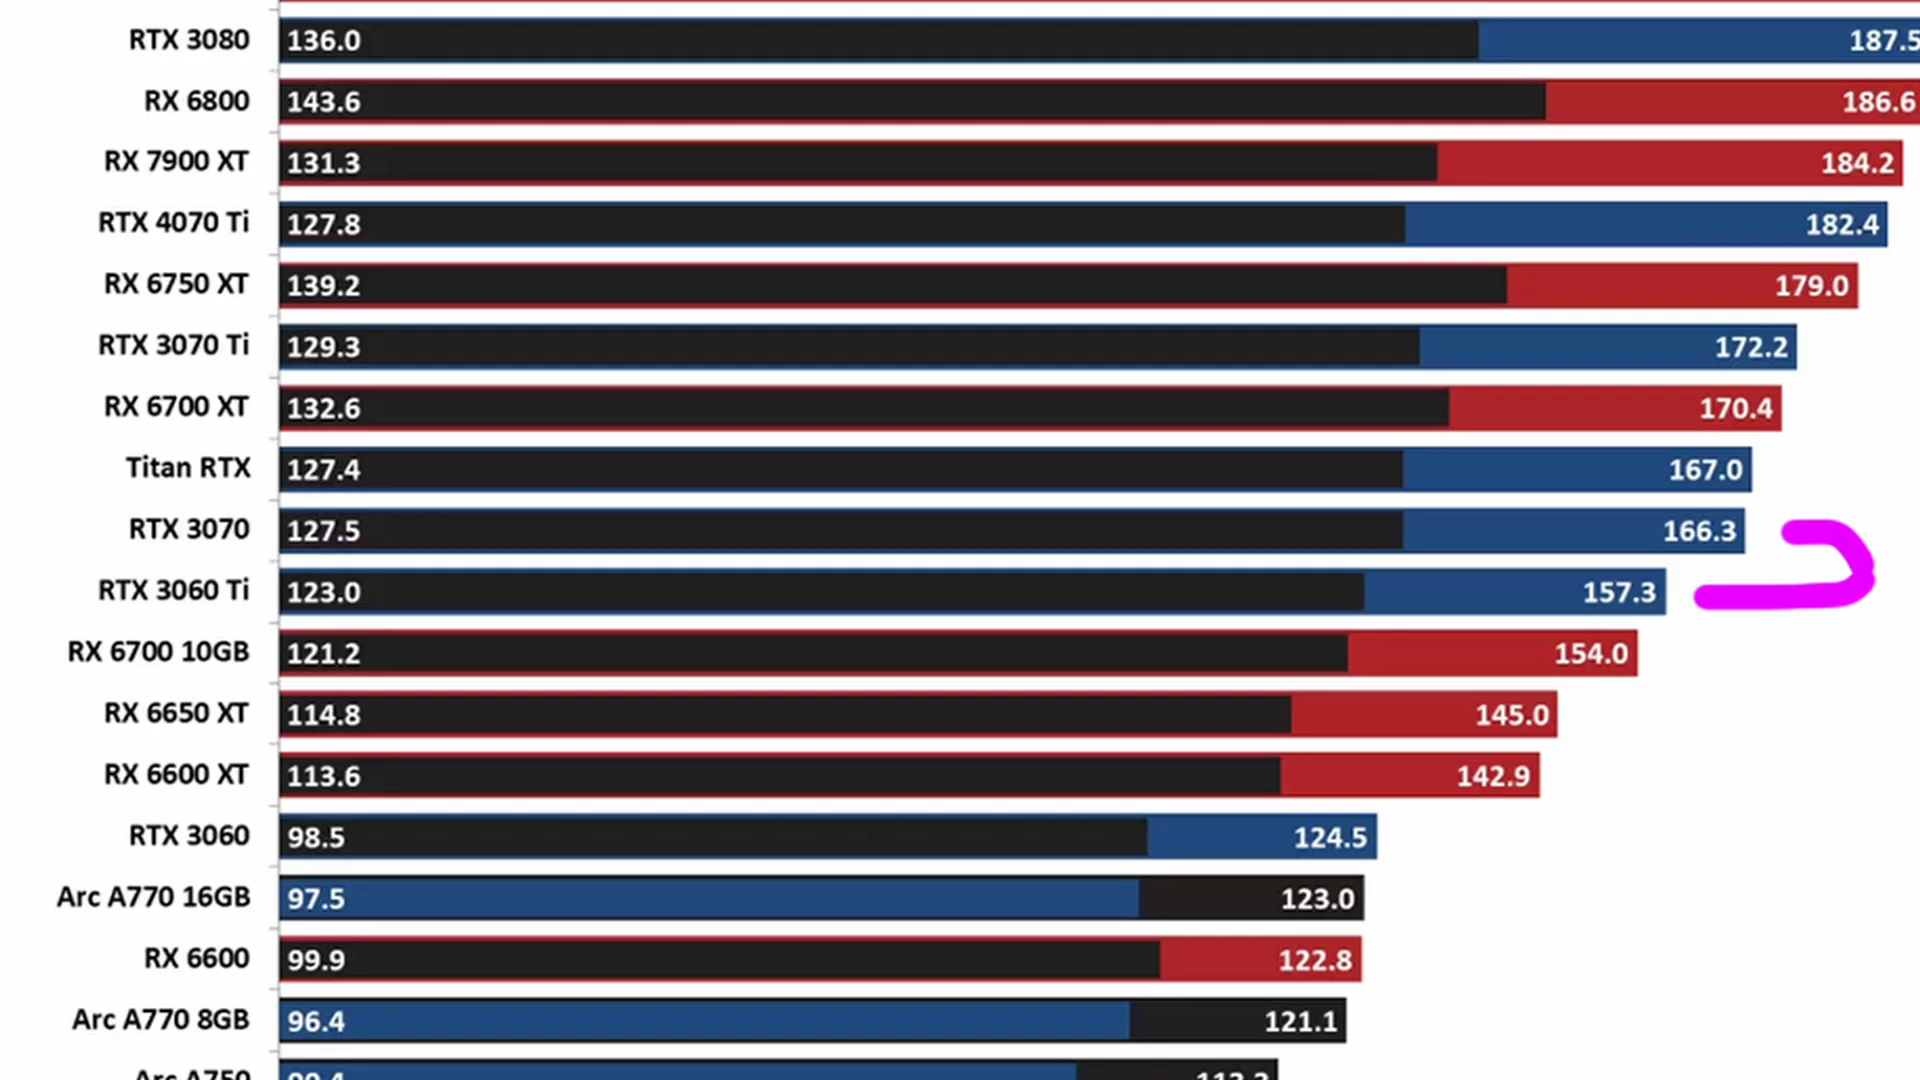 RTX 3080 136.0 187.5
RX 6800 143.6 186.6
RX 7900 XT 131.3 184.2
RTX 4070 Ti 127.8 182.4
RX 6750 XT 139.2 179.0
RTX 3070 Ti 129.3 172.2
RX 6700 XT 132.6 170.4
Titan RTX 127.4 167.0
RTX 3070 127.5 166.3
RTX 3060 Ti 123.0 157.3
RX 6700 10GB 121.2 154.0
RX 6650 XT 114.8 145.0
RX 6600 XT 113.6 142.9
RTX 3060 98.5 124.5
Arc A770 16GB 97.5 123.0
RX 6600 99.9 122.8
Arc A770 8GB 96.4 121.1
Arc A750